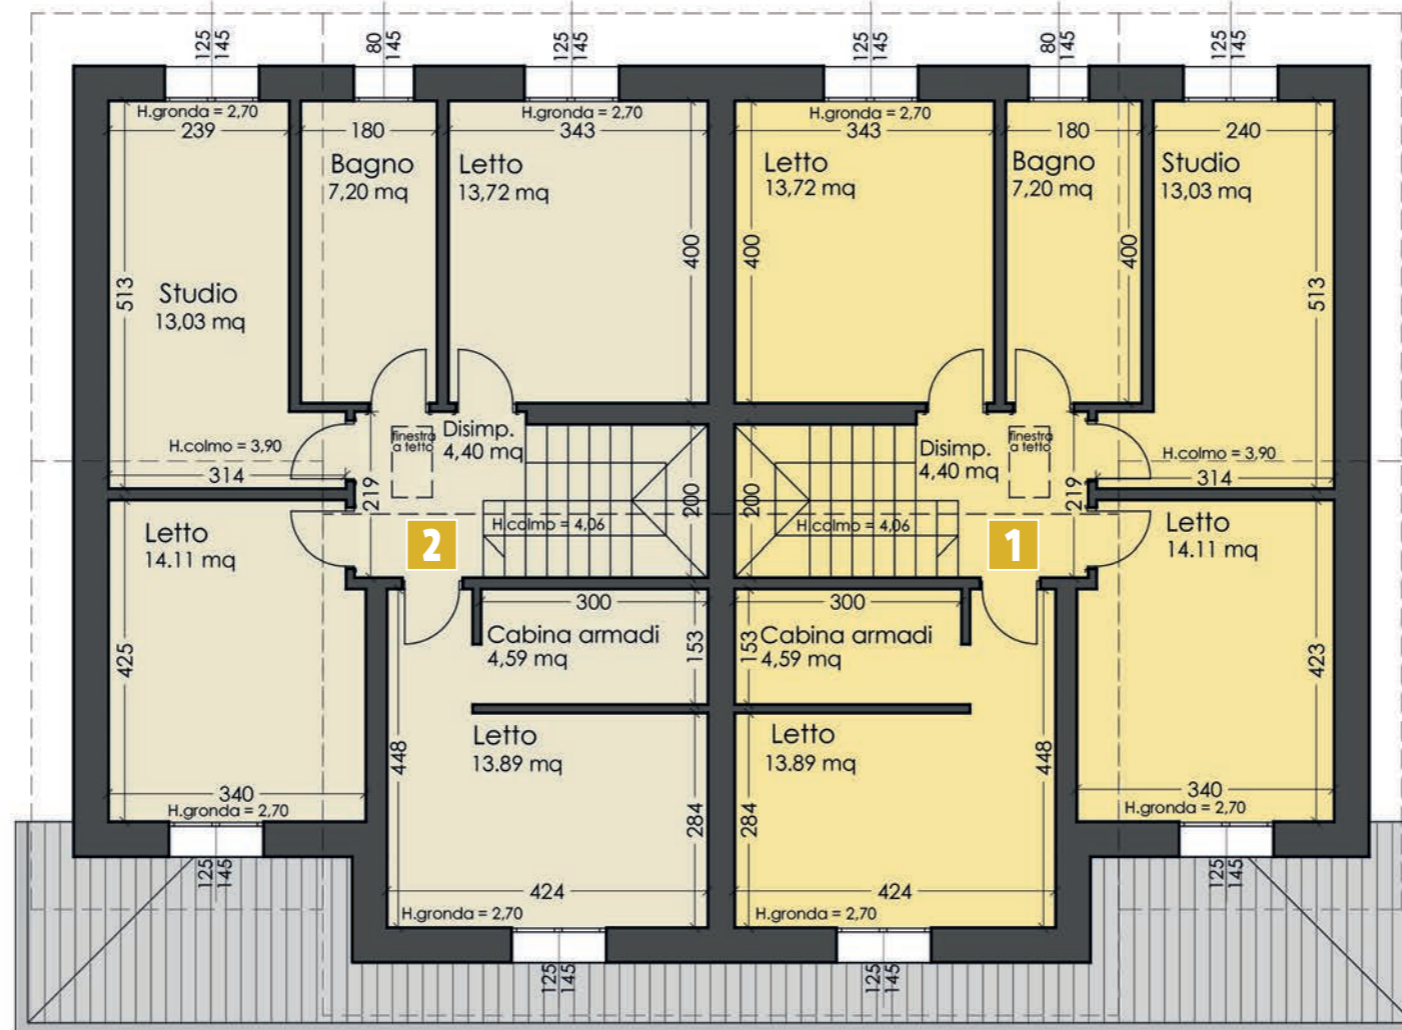 125
145
80
145
125
145
125
145
80
145
125
145
H.gronda = 2,70
239
180
H.gronda = 2,70
343
H.gronda = 2,70
343
180
240
Bagno
7,20 mq
Letto
13,72 mq
Letto
13,72 mq
Bagno
7,20 mq
Studio
13,03 mq
513
Studio
13,03 mq
400
400
400
513
H.colmo = 3,90
314
finestra
a tetto
Disimp.
4,40 mq
219
200
H.colmo = 4,06
2
200
H.colmo = 4,06
Disimp.
4,40 mq
finestra
a tetto
219
1
H.colmo = 3,90
314
Letto
14.11 mq
Letto
14.11 mq
425
300
Cabina armadi
4,59 mq
153
300
153
Cabina armadi
4,59 mq
423
Letto
13.89 mq
448
284
Letto
13.89 mq
284
448
340
H.gronda = 2,70
340
H.gronda = 2,70
125
145
424
H.gronda = 2,70
424
H.gronda = 2,70
125
145
125
145
125
145